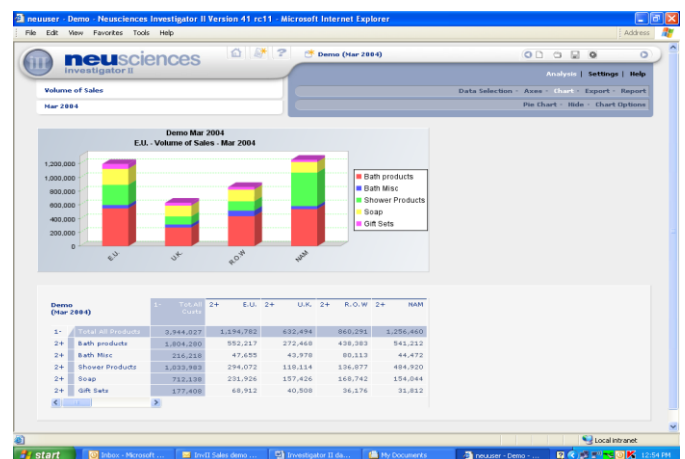 neuuser - Demo - Neusciences Investigator II Version 41 rc11 - Microsoft Internet Explorer
File Edit View Favorites Tools Help Address
neusciences
Investigator II
Demo (Mar 2004)
Analysis | Settings | Help
Volume of Sales
Data Selection - Axes - Chart - Export - Report
Mar 2004
Pie Chart - Hide - Chart Options
Demo Mar 2004
E.U. - Volume of Sales - Mar 2004
1,200,000
1,000,000
800,000
600,000
400,000
200,000
0
E.U. U.K. R.O.W NAM
Bath products
Bath Misc
Shower Products
Soap
Gift Sets
Demo
(Mar 2004)
1- Tot.All Custs 2+ E.U. 2+ U.K. 2+ R.O.W 2+ NAM
1- Total All Products 3,944,027 1,194,782 632,494 860,291 1,256,460
2+ Bath products 1,804,280 552,217 272,468 438,383 541,212
2+ Bath Misc 216,218 47,655 43,978 80,113 44,472
2+ Shower Products 1,033,983 294,072 118,114 136,877 484,920
2+ Soap 712,138 231,926 157,426 168,742 154,044
2+ Gift Sets 177,408 68,912 40,508 36,176 31,812
Local intranet
start Inbox - Microsoft ... InvII Sales demo ... Investigator II da... My Documents neuuser - Demo - ... 12:54 PM